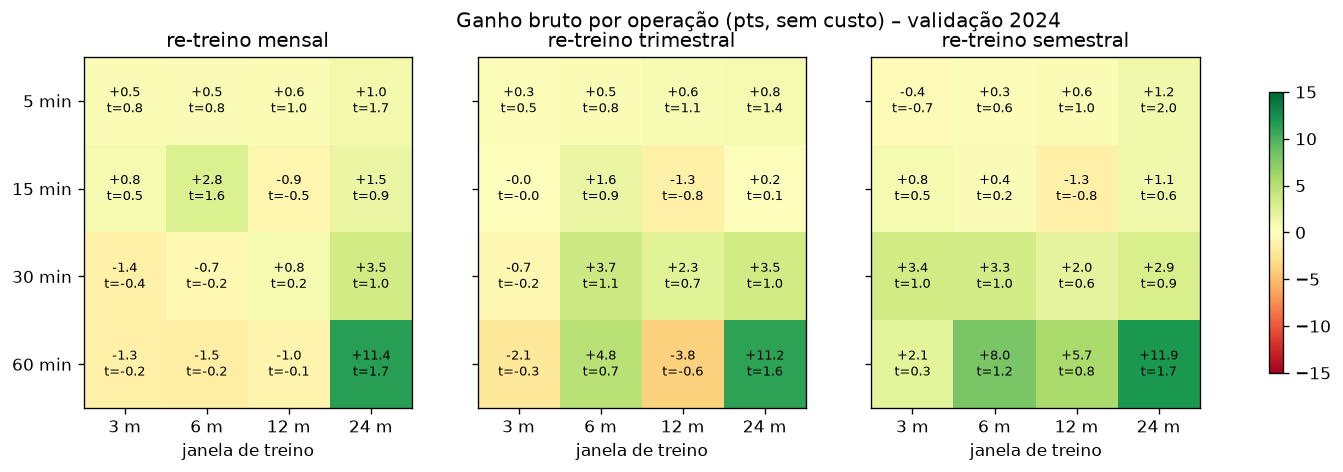 Ganho bruto por operação (pts, sem custo) – validação 2024
re-treino mensal
re-treino trimestral
re-treino semestral
5 min
+0.5 +0.5 +0.6 +1.0
t=0.8 t=0.8 t=1.0 t=1.7
+0.3 +0.5 +0.6 +0.8
t=0.5 t=0.8 t=1.1 t=1.4
-0.4 +0.3 +0.6 +1.2
t=-0.7 t=0.6 t=1.0 t=2.0
15 min
+0.8 +2.8 -0.9 +1.5
t=0.5 t=1.6 t=-0.5 t=0.9
-0.0 +1.6 -1.3 +0.2
t=-0.0 t=0.9 t=-0.8 t=0.1
+0.8 +0.4 -1.3 +1.1
t=0.5 t=0.2 t=-0.8 t=0.6
30 min
-1.4 -0.7 +0.8 +3.5
t=-0.4 t=-0.2 t=0.2 t=1.0
-0.7 +3.7 +2.3 +3.5
t=-0.2 t=1.1 t=0.7 t=1.0
+3.4 +3.3 +2.0 +2.9
t=1.0 t=1.0 t=0.6 t=0.9
60 min
-1.3 -1.5 -1.0 +11.4
t=-0.2 t=-0.2 t=-0.1 t=1.7
-2.1 +4.8 -3.8 +11.2
t=-0.3 t=0.7 t=-0.6 t=1.6
+2.1 +8.0 +5.7 +11.9
t=0.3 t=1.2 t=0.8 t=1.7
3 m 6 m 12 m 24 m
janela de treino
3 m 6 m 12 m 24 m
janela de treino
3 m 6 m 12 m 24 m
janela de treino
15
10
5
0
−5
−10
−15